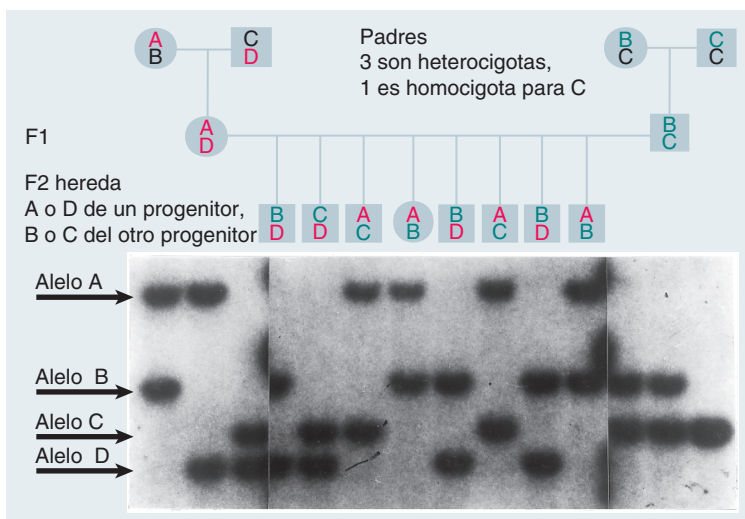 A
B
C
D
Padres
3 son heterocigotas,
1 es homocigota para C
B
C
C
C
F1
A
D
B
C
F2 hereda
A o D de un progenitor,
B o C del otro progenitor
B
D
C
D
A
C
A
B
B
D
A
C
B
D
A
B
Alelo A
Alelo B
Alelo C
Alelo D